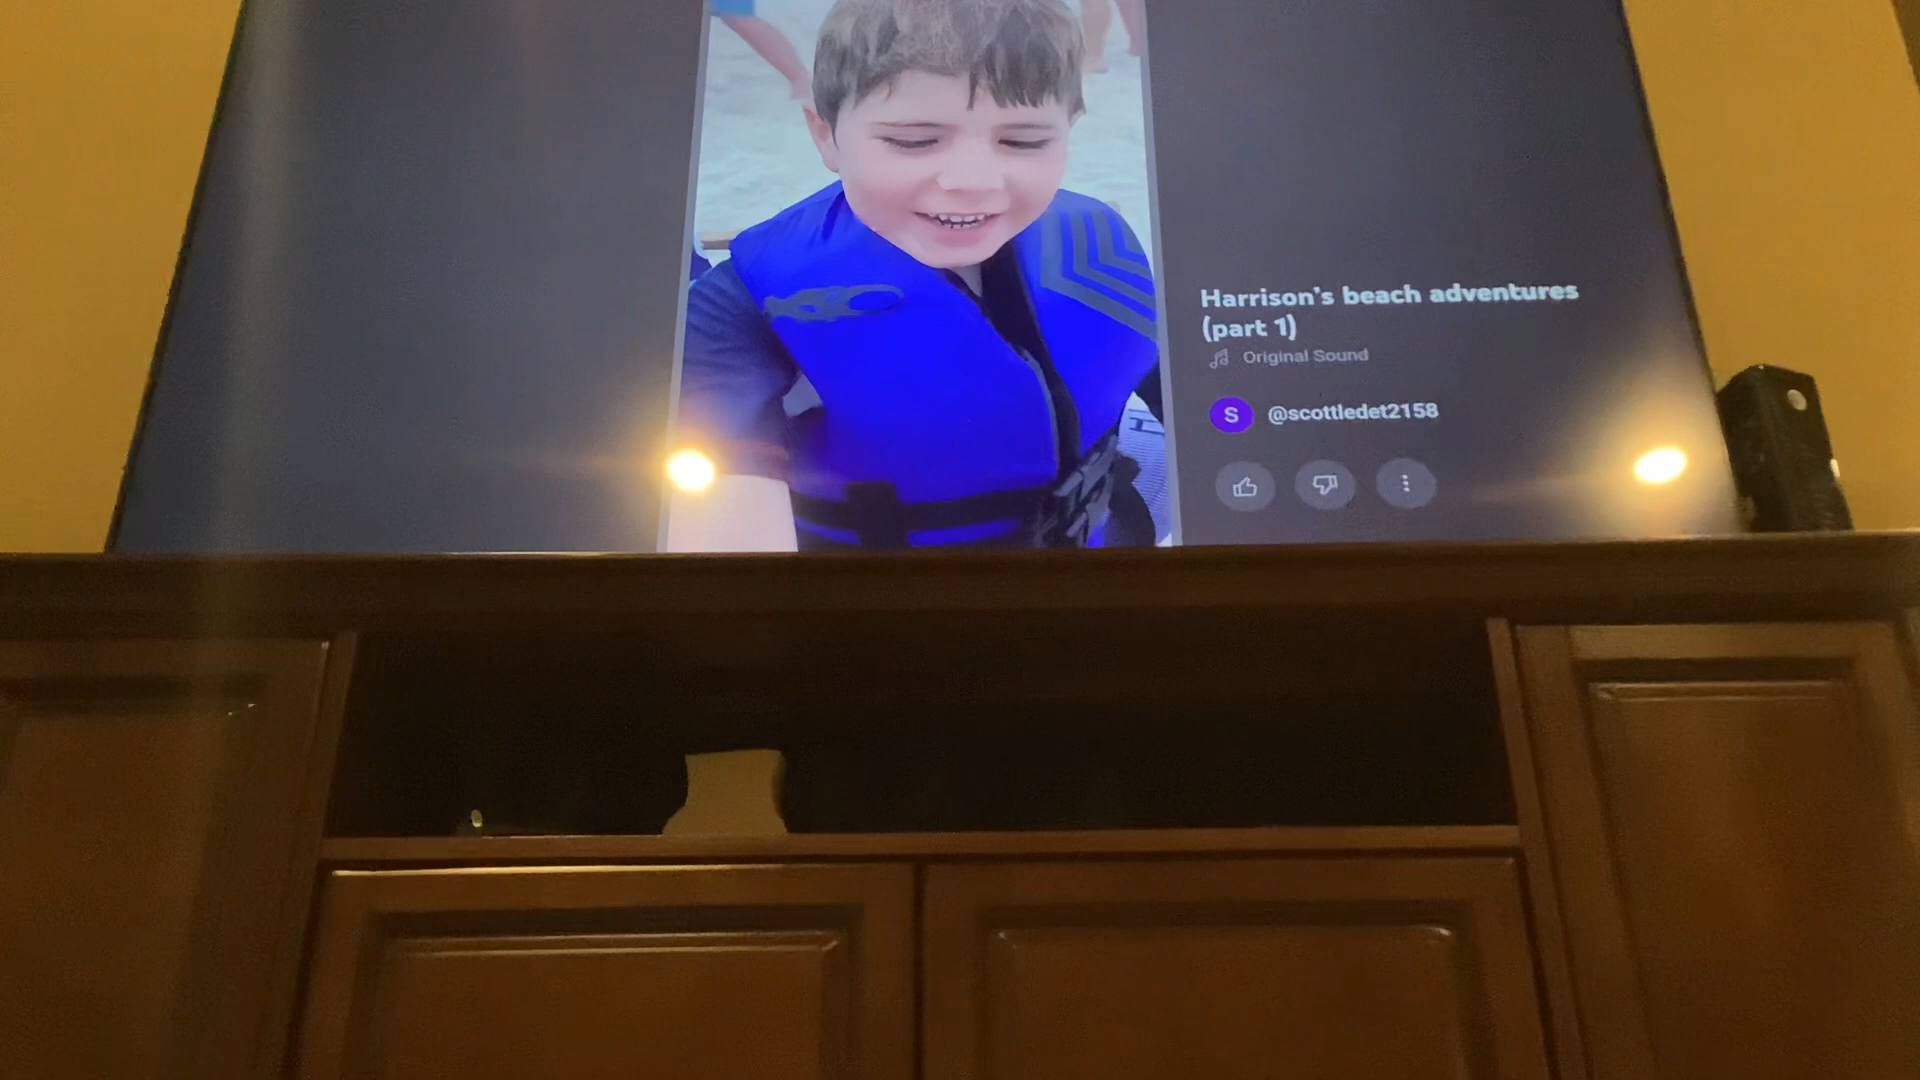 Harrison's beach adventures
(part 1)
Original Sound
S
@scottledet2158